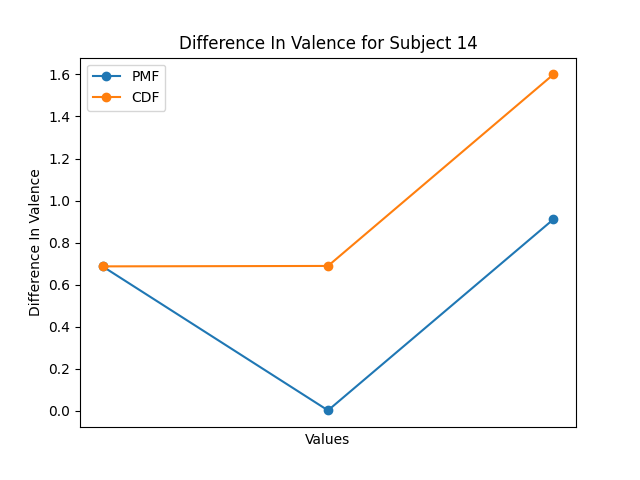 Difference In Valence for Subject 14
PMF
CDF
1.6
1.4
1.2
1.0
0.8
0.6
0.4
0.2
0.0
Difference In Valence
Values